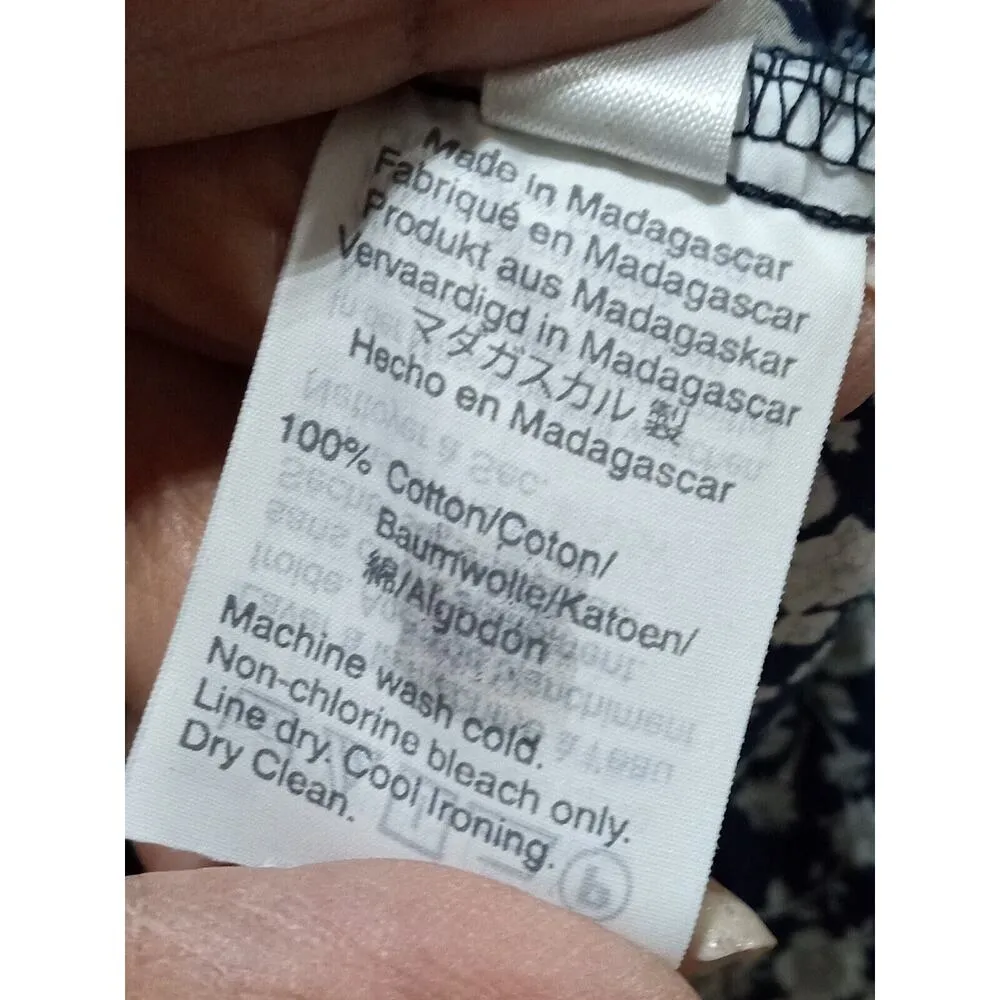 Made in Madagascar
Fabriqué en Madagascar
Produkt aus Madagaskar
Vervaardigd in Madagascar
マダガスカル製
Hecho en Madagascar
100% Cotton/Coton/
Baumwolle/Katoen/
綿/Algodón
Machine wash cold.
Non-chlorine bleach only.
Line dry. Cool Ironing.
Dry Clean.